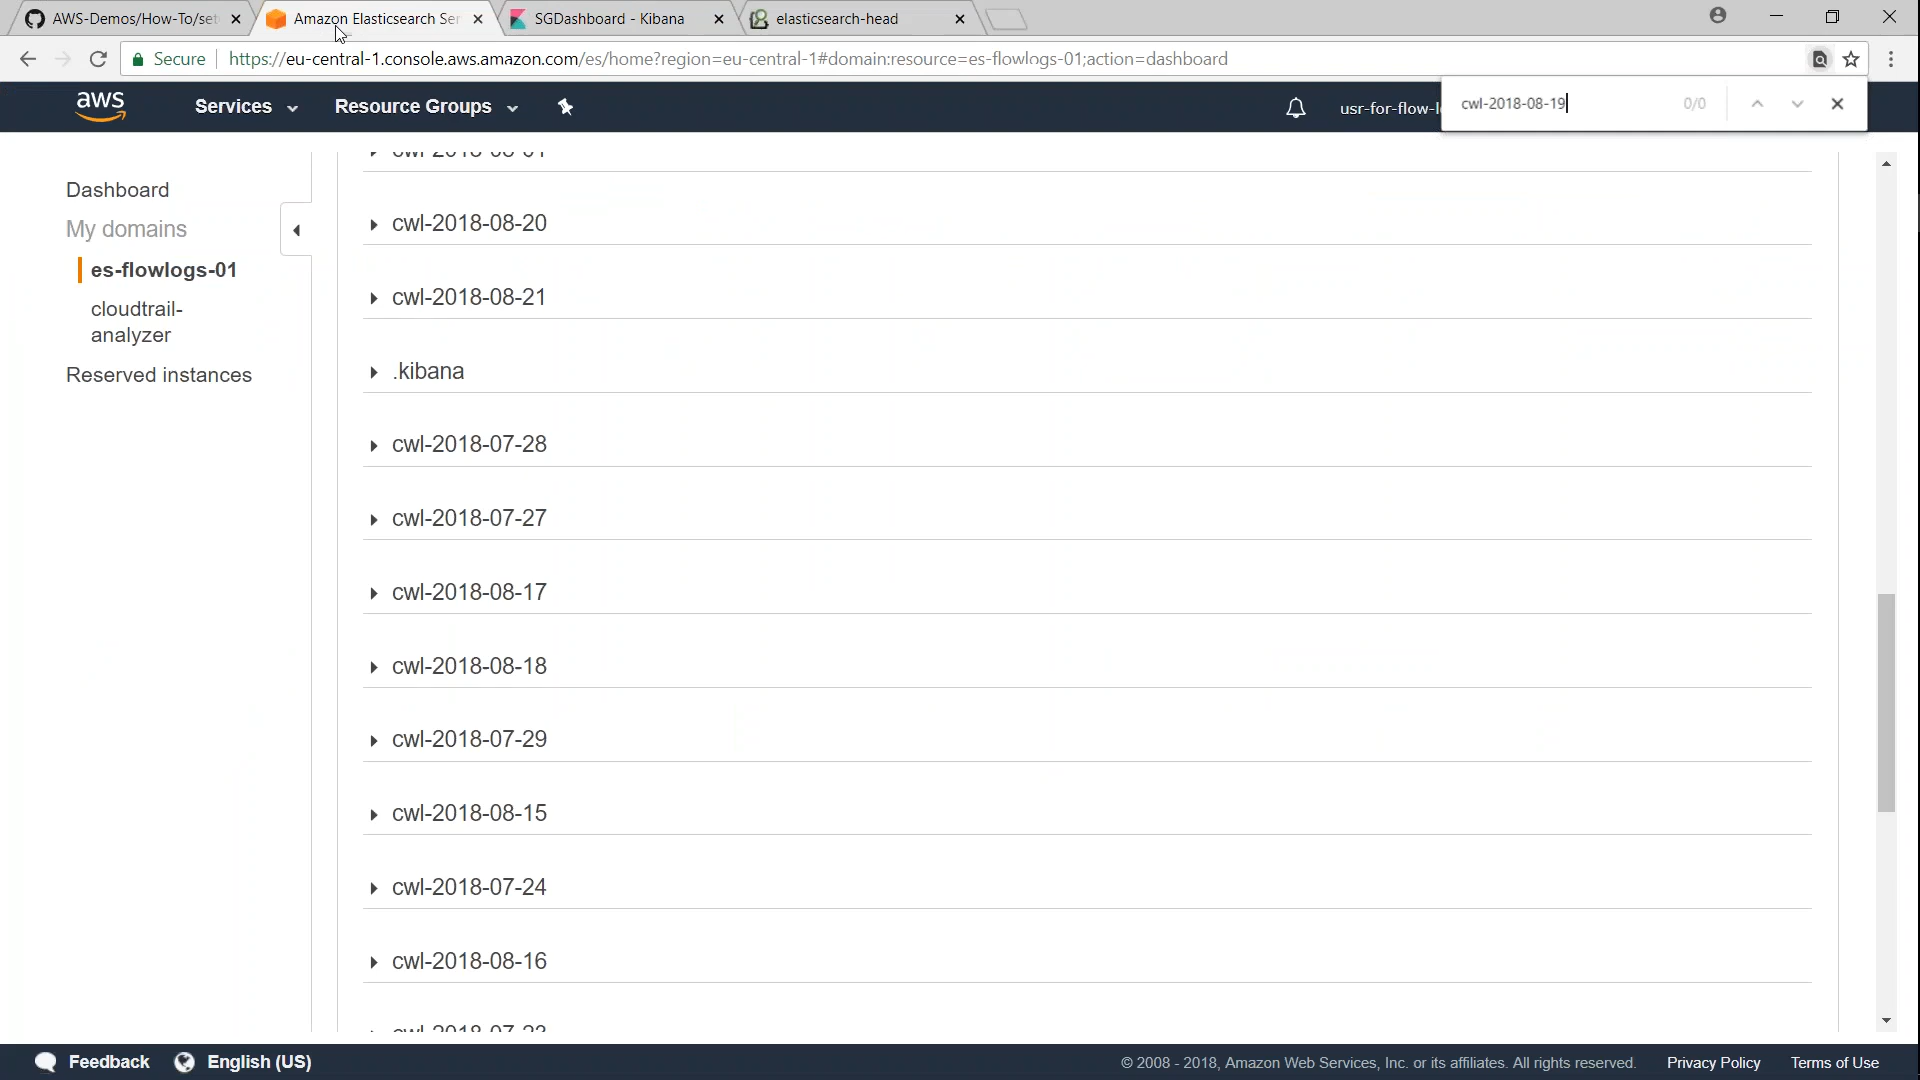 AWS-Demos/How-To/set
Amazon Elasticsearch Ser
SGDashboard - Kibana
elasticsearch-head
Secure
https://eu-central-1.console.aws.amazon.com/es/home?region=eu-central-1#domain:resource=es-flowlogs-01;action=dashboard
aws
Services
Resource Groups
usr-for-flow-l
cwl-2018-08-19
0/0
Dashboard
My domains
es-flowlogs-01
cloudtrail-
analyzer
Reserved instances
cwl-2018-08-20
cwl-2018-08-21
.kibana
cwl-2018-07-28
cwl-2018-07-27
cwl-2018-08-17
cwl-2018-08-18
cwl-2018-07-29
cwl-2018-08-15
cwl-2018-07-24
cwl-2018-08-16
Feedback
English (US)
© 2008 - 2018, Amazon Web Services, Inc. or its affiliates. All rights reserved.
Privacy Policy
Terms of Use